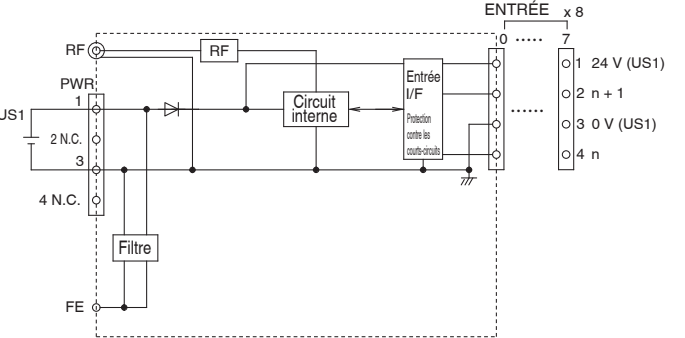 ENTRÉE x 8
0 ..... 7
RF
RF
PWR
US1
1
2 N.C.
3
4 N.C.
Circuit
interne
Entrée
I/F
Protection
contre les
courts-circuits
......
1 24 V (US1)
2 n + 1
3 0 V (US1)
4 n
Filtre
FE